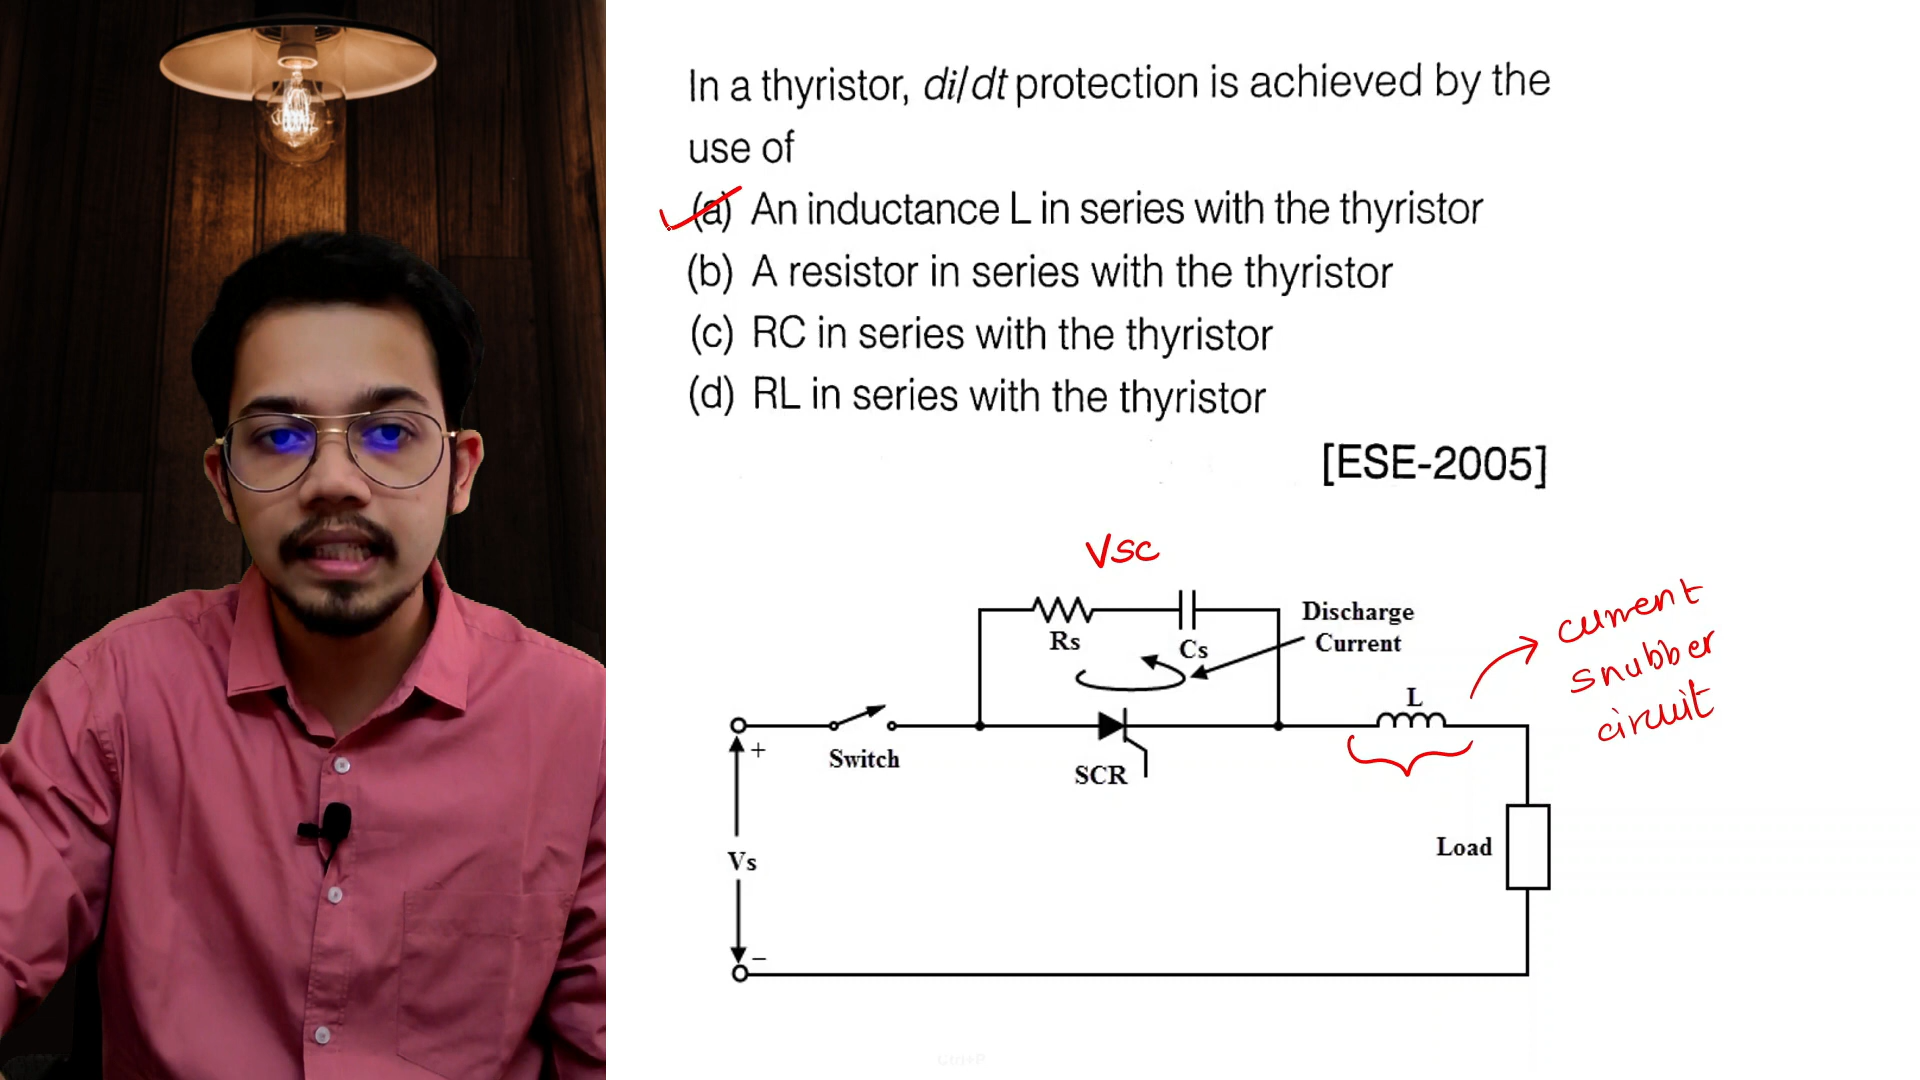 In a thyristor, di/dt protection is achieved by the
use of
(a) An inductance L in series with the thyristor
(b) A resistor in series with the thyristor
(c) RC in series with the thyristor
(d) RL in series with the thyristor
[ESE-2005]
VSC
Rs
Cs
Discharge
Current
current
snubber
circuit
L
+
Switch
SCR
Vs
Load
−
Ctrl+P